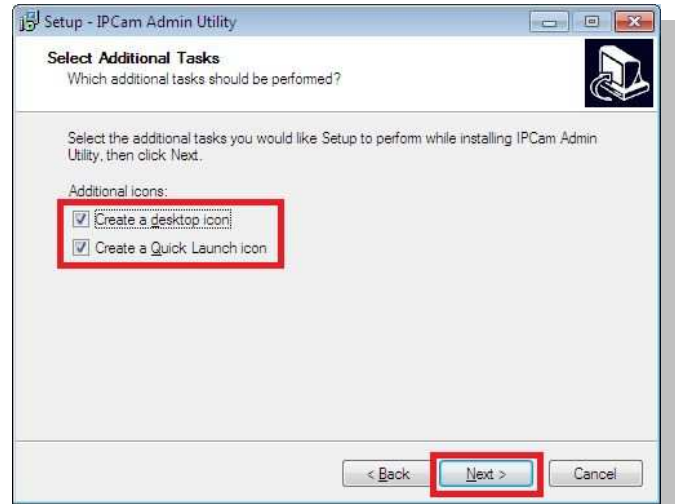 Setup - IPCam Admin Utility
Select Additional Tasks
Which additional tasks should be performed?
Select the additional tasks you would like Setup to perform while installing IPCam Admin
Utility, then click Next.
Additional icons:
Create a desktop icon
Create a Quick Launch icon
< Back Next > Cancel